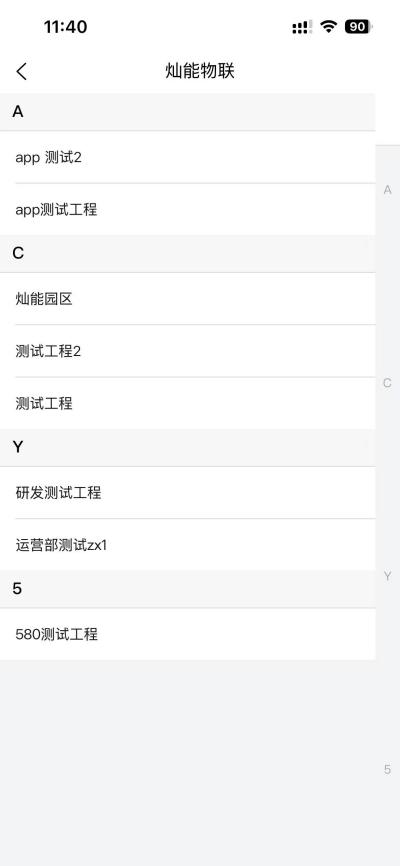 11:40
90
灿能物联
A
app 测试2
app测试工程
C
灿能园区
测试工程2
测试工程
Y
研发测试工程
运营部测试zx1
5
580测试工程
A
C
Y
5